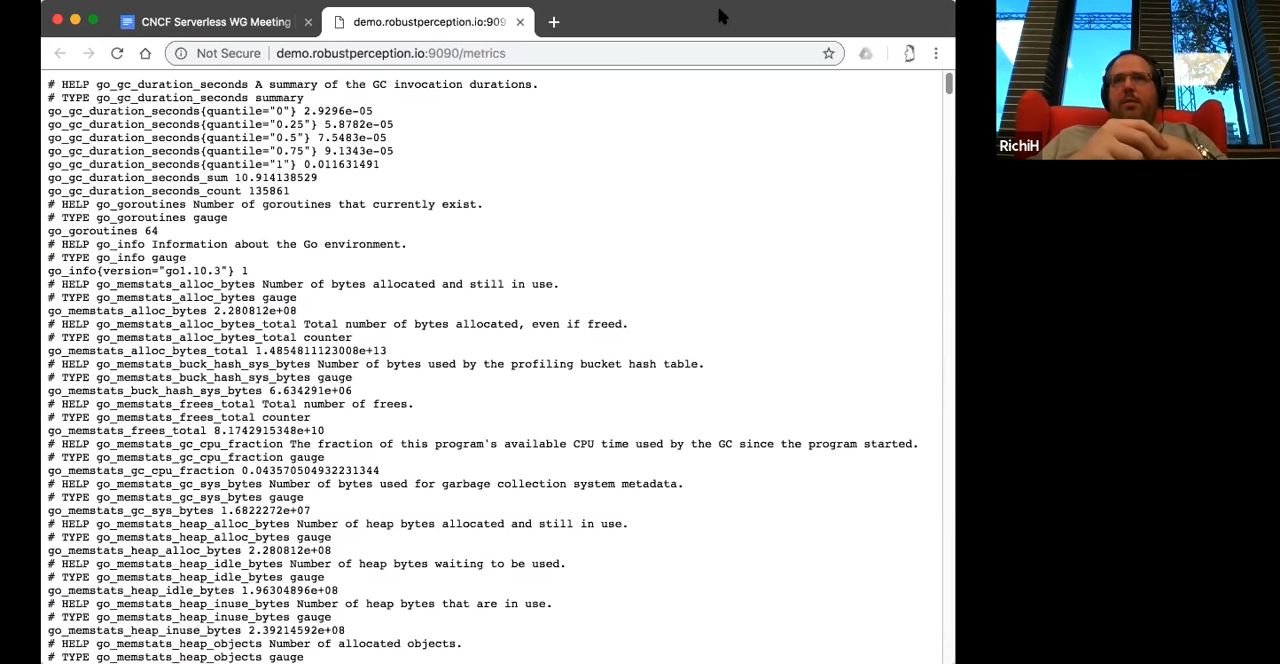 CNCF Serverless WG Meeting
demo.robustperception.io:909
Not Secure
demo.robustperception.io:9090/metrics
# HELP go_gc_duration_seconds A summary of the GC invocation durations.
# TYPE go_gc_duration_seconds summary
go_gc_duration_seconds{quantile="0"} 2.9296e-05
go_gc_duration_seconds{quantile="0.25"} 5.8782e-05
go_gc_duration_seconds{quantile="0.5"} 7.5483e-05
go_gc_duration_seconds{quantile="0.75"} 9.1343e-05
go_gc_duration_seconds{quantile="1"} 0.011631491
go_gc_duration_seconds_sum 10.914138529
go_gc_duration_seconds_count 135861
# HELP go_goroutines Number of goroutines that currently exist.
# TYPE go_goroutines gauge
go_goroutines 64
# HELP go_info Information about the Go environment.
# TYPE go_info gauge
go_info{version="go1.10.3"} 1
# HELP go_memstats_alloc_bytes Number of bytes allocated and still in use.
# TYPE go_memstats_alloc_bytes gauge
go_memstats_alloc_bytes 2.280812e+08
# HELP go_memstats_alloc_bytes_total Total number of bytes allocated, even if freed.
# TYPE go_memstats_alloc_bytes_total counter
go_memstats_alloc_bytes_total 1.4854811123008e+13
# HELP go_memstats_buck_hash_sys_bytes Number of bytes used by the profiling bucket hash table.
# TYPE go_memstats_buck_hash_sys_bytes gauge
go_memstats_buck_hash_sys_bytes 6.634291e+06
# HELP go_memstats_frees_total Total number of frees.
# TYPE go_memstats_frees_total counter
go_memstats_frees_total 8.1742915348e+10
# HELP go_memstats_gc_cpu_fraction The fraction of this program's available CPU time used by the GC since the program started.
# TYPE go_memstats_gc_cpu_fraction gauge
go_memstats_gc_cpu_fraction 0.043570504932231344
# HELP go_memstats_gc_sys_bytes Number of bytes used for garbage collection system metadata.
# TYPE go_memstats_gc_sys_bytes gauge
go_memstats_gc_sys_bytes 1.6822272e+07
# HELP go_memstats_heap_alloc_bytes Number of heap bytes allocated and still in use.
# TYPE go_memstats_heap_alloc_bytes gauge
go_memstats_heap_alloc_bytes 2.280812e+08
# HELP go_memstats_heap_idle_bytes Number of heap bytes waiting to be used.
# TYPE go_memstats_heap_idle_bytes gauge
go_memstats_heap_idle_bytes 1.96304896e+08
# HELP go_memstats_heap_inuse_bytes Number of heap bytes that are in use.
# TYPE go_memstats_heap_inuse_bytes gauge
go_memstats_heap_inuse_bytes 2.39214592e+08
# HELP go_memstats_heap_objects Number of allocated objects.
# TYPE go_memstats_heap_objects gauge
RichiH